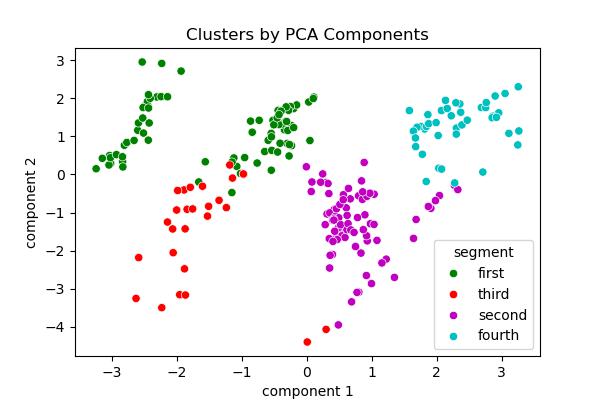 Clusters by PCA Components
3
2
1
0
−1
−2
−3
−4
component 2
−3
−2
−1
0
1
2
3
component 1
segment
first
third
second
fourth